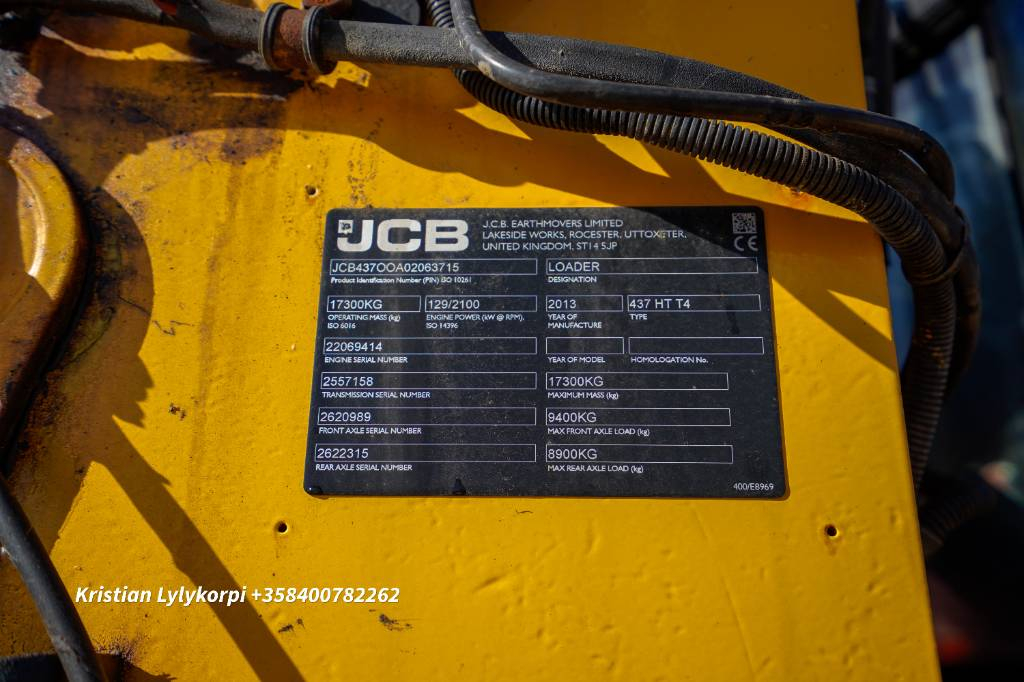 JCB
J.C.B. EARTHMOVERS LIMITED
LAKESIDE WORKS, ROCESTER, UTTOXETER,
UNITED KINGDOM. ST14 5JP
CE
JCB437OOA02063715
Product Identification Number (PIN) ISO 10261
LOADER
DESIGNATION
17300KG
OPERATING MASS (kg)
ISO 6016
129/2100
ENGINE POWER (kW @ RPM),
ISO 14396
2013
YEAR OF
MANUFACTURE
437 HT T4
TYPE
22069414
ENGINE SERIAL NUMBER
YEAR OF MODEL
HOMOLOGATION No.
2557158
TRANSMISSION SERIAL NUMBER
17300KG
MAXIMUM MASS (kg)
2620989
FRONT AXLE SERIAL NUMBER
9400KG
MAX FRONT AXLE LOAD (kg)
2622315
REAR AXLE SERIAL NUMBER
8900KG
MAX REAR AXLE LOAD (kg)
400/E8969
Kristian Lylykorpi +358400782262